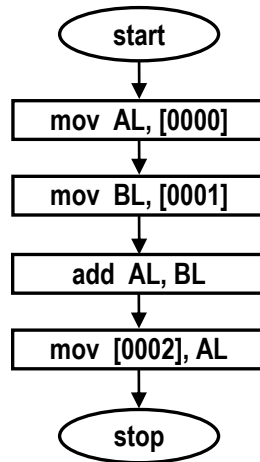 start
mov AL, [0000]
mov BL, [0001]
add AL, BL
mov [0002], AL
stop